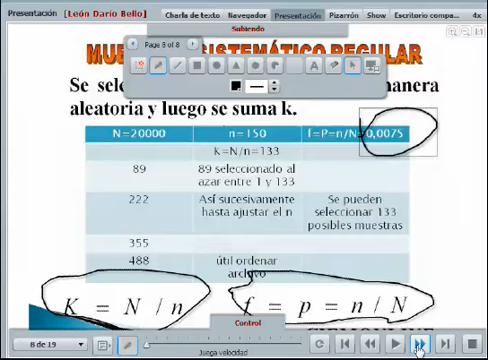 Presentación [León Darío Bello] Charla de texto Navegador Presentación Pizarrón Show Escritorio compa... 4x
Subiendo
Page 8 of 8
SISTEMÁTICO REGULAR
Se manera
aleatoria y luego se suma k.
N=20000 n=150 f=P=n/N=0,0075
K=N/n=133
89 89 seleccionado al azar entre 1 y 133
222 Así sucesivamente hasta ajustar el n Se pueden seleccionar 133 posibles muestras
355
488 útil ordenar archivo
K = N / n f = p = n / N
Control
8 de 19
Juega velocidad